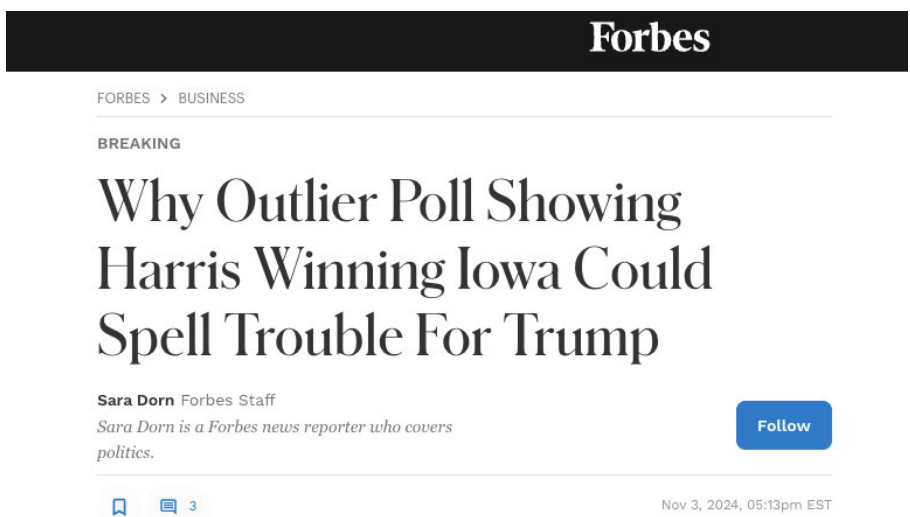 Forbes
FORBES > BUSINESS
BREAKING
Why Outlier Poll Showing
Harris Winning Iowa Could
Spell Trouble For Trump
Sara Dorn Forbes Staff
Sara Dorn is a Forbes news reporter who covers
politics.
Follow
3
Nov 3, 2024, 05:13pm EST